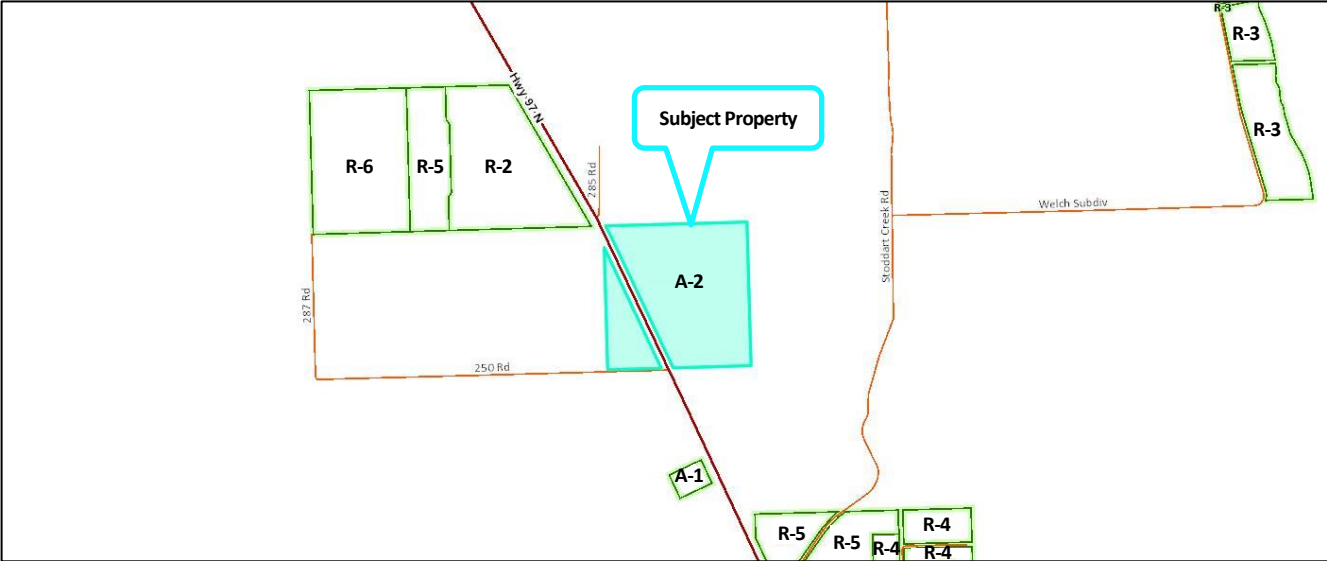 R-3
R-3
Hwy 97 N
Subject Property
R-3
R-6
R-5
R-2
285 Rd
Stoddart Creek Rd
Welch Subdiv
A-2
287 Rd
250 Rd
A-1
R-5
R-5
R-4
R-4
R-4